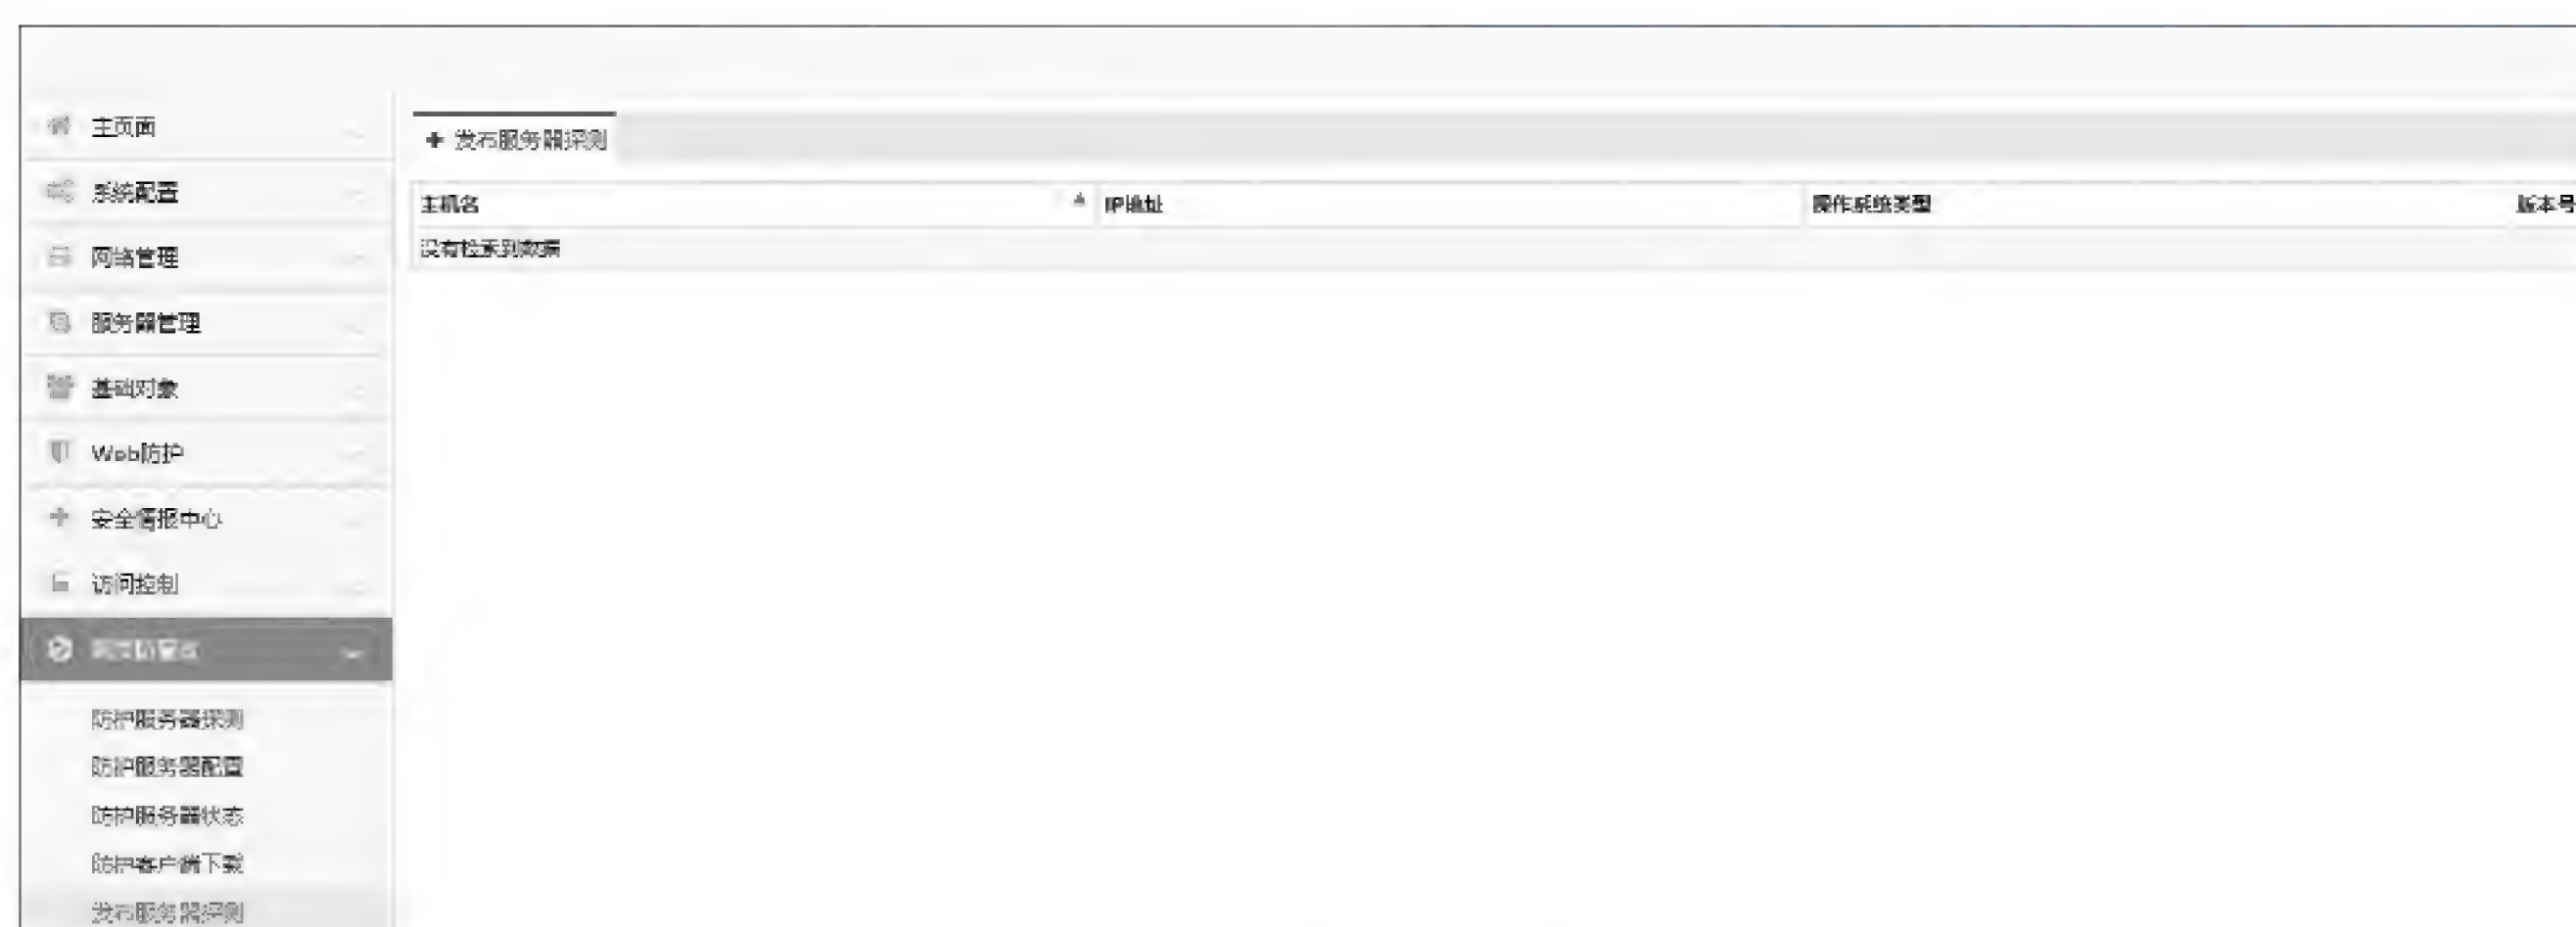 主页面
系统配置
网络管理
服务器管理
基础对象
Web防护
安全情报中心
访问控制
网页防篡改
防护服务器探测
防护服务器配置
防护服务器状态
防护客户端下载
发布服务器探测
发布服务器探测
主机名 IP地址 操作系统类型 版本号
没有检索到数据